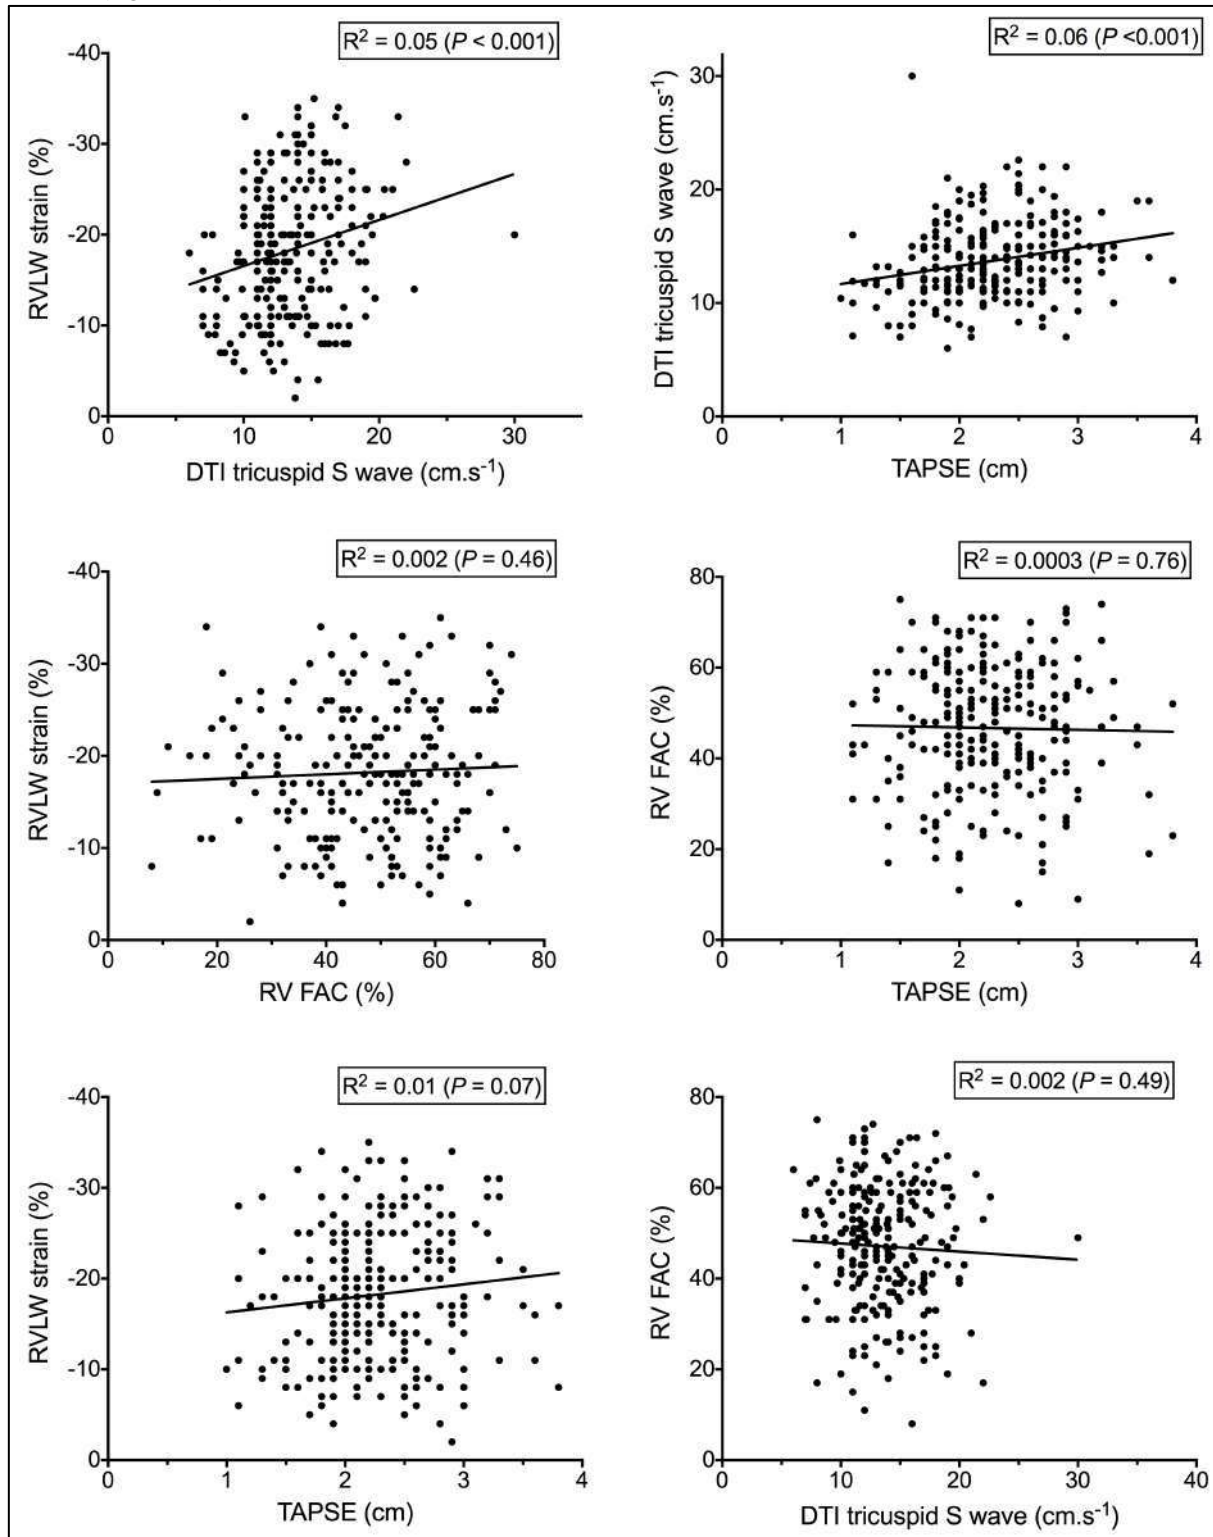 R² = 0.05 (P < 0.001)
-40
-30
-20
-10
0
RVLW strain (%)
0 10 20 30
DTI tricuspid S wave (cm.s⁻¹)
R² = 0.06 (P <0.001)
30
20
10
0
DTI tricuspid S wave (cm.s⁻¹)
0 1 2 3 4
TAPSE (cm)
R² = 0.002 (P = 0.46)
-40
-30
-20
-10
0
RVLW strain (%)
0 20 40 60 80
RV FAC (%)
R² = 0.0003 (P = 0.76)
80
60
40
20
0
RV FAC (%)
0 1 2 3 4
TAPSE (cm)
R² = 0.01 (P = 0.07)
-40
-30
-20
-10
0
RVLW strain (%)
0 1 2 3 4
TAPSE (cm)
R² = 0.002 (P = 0.49)
80
60
40
20
0
RV FAC (%)
0 10 20 30 40
DTI tricuspid S wave (cm.s⁻¹)